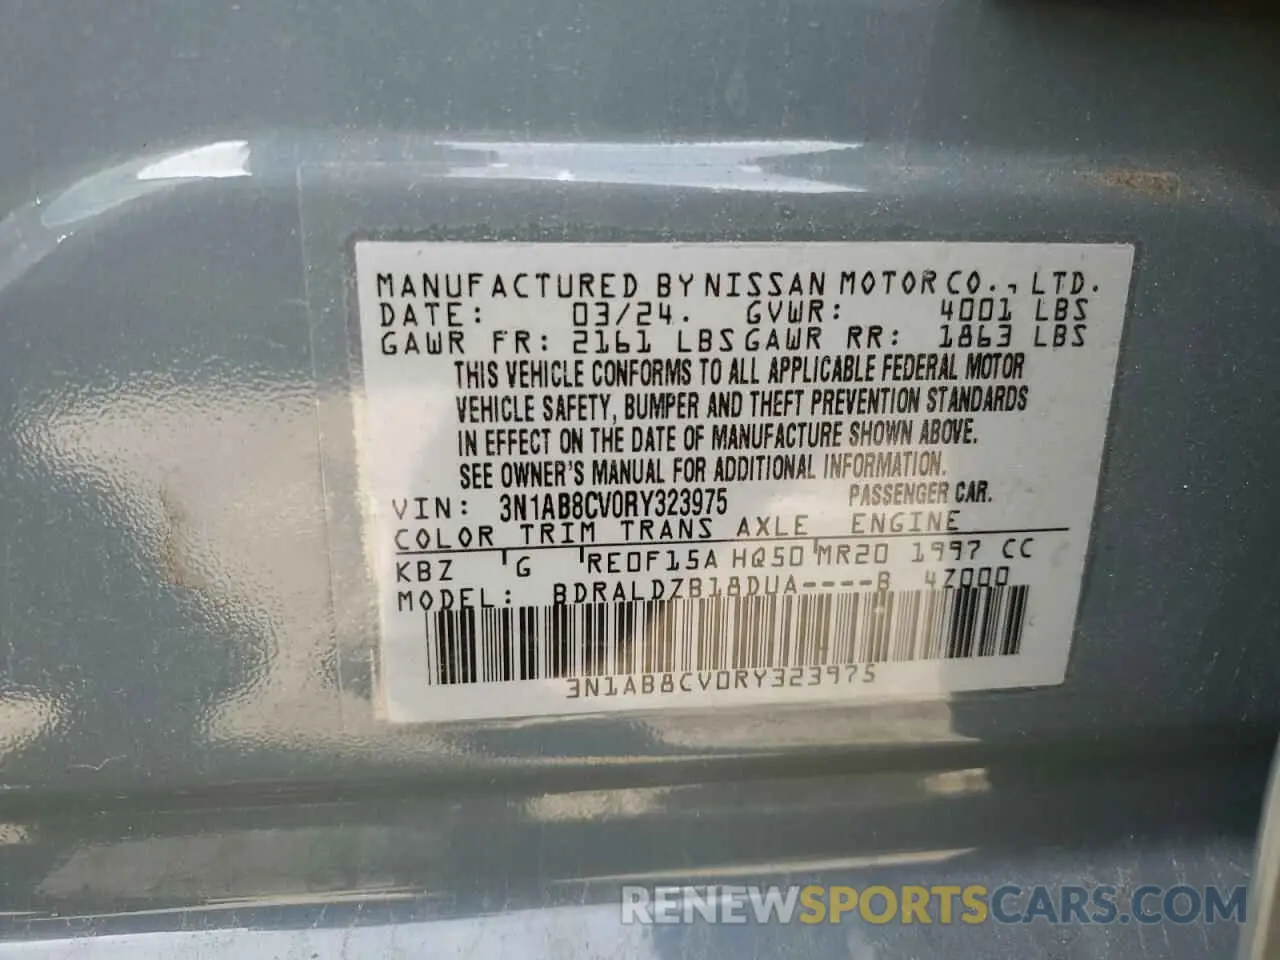 MANUFACTURED BY NISSAN MOTOR CO., LTD.
DATE: 03/24. GVWR: 4001 LBS
GAWR FR: 2161 LBS GAWR RR: 1863 LBS
THIS VEHICLE CONFORMS TO ALL APPLICABLE FEDERAL MOTOR
VEHICLE SAFETY, BUMPER AND THEFT PREVENTION STANDARDS
IN EFFECT ON THE DATE OF MANUFACTURE SHOWN ABOVE.
SEE OWNER'S MANUAL FOR ADDITIONAL INFORMATION.
VIN: 3N1AB8CV0RY323975 PASSENGER CAR.
COLOR TRIM TRANS AXLE ENGINE
KBZ G RE0F15A HQ50 MR20 1997 CC
MODEL: BDRALDZB18DUA----B 4Z000
3N1AB8CV0RY323975
RENEWSPORTSCARS.COM